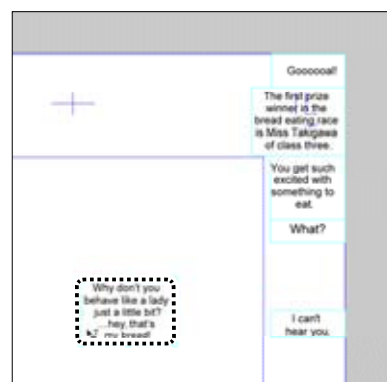 Goooooal!
The first prize
winner in the
bread eating race
is Miss Takigawa
of class three.
You get such
excited with
something to
eat.
What?
Why don't you
behave like a lady
just a little bit?
...hey, that's
my bread!
I can't
hear you.